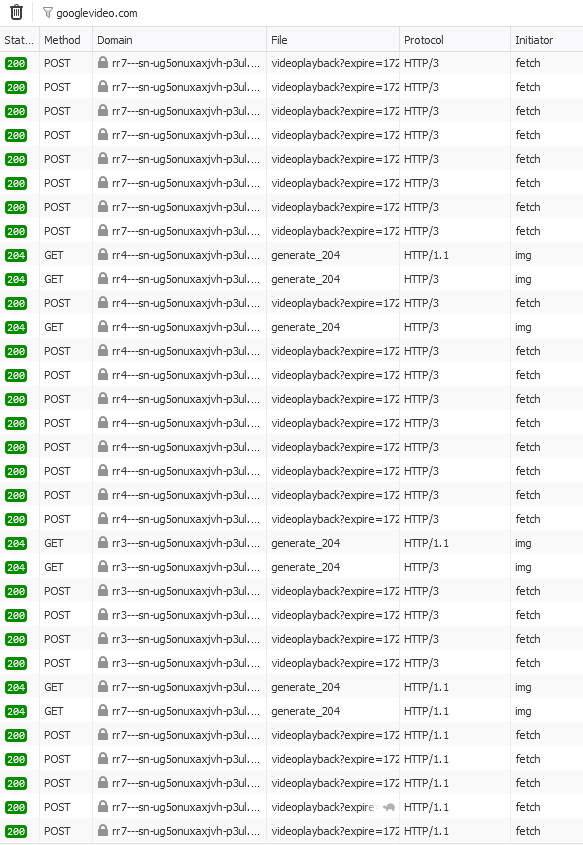 googlevideo.com
Stat... Method Domain File Protocol Initiator
200 POST rr7---sn-ug5onuxaxjvh-p3ul.... videoplayback?expire=172 HTTP/3 fetch
200 POST rr7---sn-ug5onuxaxjvh-p3ul.... videoplayback?expire=172 HTTP/3 fetch
200 POST rr7---sn-ug5onuxaxjvh-p3ul.... videoplayback?expire=172 HTTP/3 fetch
200 POST rr7---sn-ug5onuxaxjvh-p3ul.... videoplayback?expire=172 HTTP/3 fetch
200 POST rr7---sn-ug5onuxaxjvh-p3ul.... videoplayback?expire=172 HTTP/3 fetch
200 POST rr7---sn-ug5onuxaxjvh-p3ul.... videoplayback?expire=172 HTTP/3 fetch
200 POST rr7---sn-ug5onuxaxjvh-p3ul.... videoplayback?expire=172 HTTP/3 fetch
200 POST rr7---sn-ug5onuxaxjvh-p3ul.... videoplayback?expire=172 HTTP/3 fetch
204 GET rr4---sn-ug5onuxaxjvh-p3ul.... generate_204 HTTP/1.1 img
204 GET rr4---sn-ug5onuxaxjvh-p3ul.... generate_204 HTTP/3 img
200 POST rr4---sn-ug5onuxaxjvh-p3ul.... videoplayback?expire=172 HTTP/3 fetch
204 GET rr4---sn-ug5onuxaxjvh-p3ul.... generate_204 HTTP/3 img
200 POST rr4---sn-ug5onuxaxjvh-p3ul.... videoplayback?expire=172 HTTP/3 fetch
200 POST rr4---sn-ug5onuxaxjvh-p3ul.... videoplayback?expire=172 HTTP/3 fetch
200 POST rr4---sn-ug5onuxaxjvh-p3ul.... videoplayback?expire=172 HTTP/3 fetch
200 POST rr4---sn-ug5onuxaxjvh-p3ul.... videoplayback?expire=172 HTTP/3 fetch
200 POST rr4---sn-ug5onuxaxjvh-p3ul.... videoplayback?expire=172 HTTP/3 fetch
200 POST rr4---sn-ug5onuxaxjvh-p3ul.... videoplayback?expire=172 HTTP/3 fetch
200 POST rr4---sn-ug5onuxaxjvh-p3ul.... videoplayback?expire=172 HTTP/3 fetch
200 POST rr4---sn-ug5onuxaxjvh-p3ul.... videoplayback?expire=172 HTTP/3 fetch
204 GET rr3---sn-ug5onuxaxjvh-p3ul.... generate_204 HTTP/1.1 img
204 GET rr3---sn-ug5onuxaxjvh-p3ul.... generate_204 HTTP/3 img
200 POST rr3---sn-ug5onuxaxjvh-p3ul.... videoplayback?expire=172 HTTP/3 fetch
200 POST rr3---sn-ug5onuxaxjvh-p3ul.... videoplayback?expire=172 HTTP/3 fetch
200 POST rr3---sn-ug5onuxaxjvh-p3ul.... videoplayback?expire=172 HTTP/3 fetch
200 POST rr3---sn-ug5onuxaxjvh-p3ul.... videoplayback?expire=172 HTTP/3 fetch
204 GET rr7---sn-ug5onuxaxjvh-p3ul.... generate_204 HTTP/1.1 img
204 GET rr7---sn-ug5onuxaxjvh-p3ul.... generate_204 HTTP/1.1 img
200 POST rr7---sn-ug5onuxaxjvh-p3ul.... videoplayback?expire=172 HTTP/1.1 fetch
200 POST rr7---sn-ug5onuxaxjvh-p3ul.... videoplayback?expire=172 HTTP/1.1 fetch
200 POST rr7---sn-ug5onuxaxjvh-p3ul.... videoplayback?expire=172 HTTP/1.1 fetch
200 POST rr7---sn-ug5onuxaxjvh-p3ul.... videoplayback?expire HTTP/1.1 fetch
200 POST rr7---sn-ug5onuxaxjvh-p3ul.... videoplayback?expire=172 HTTP/1.1 fetch